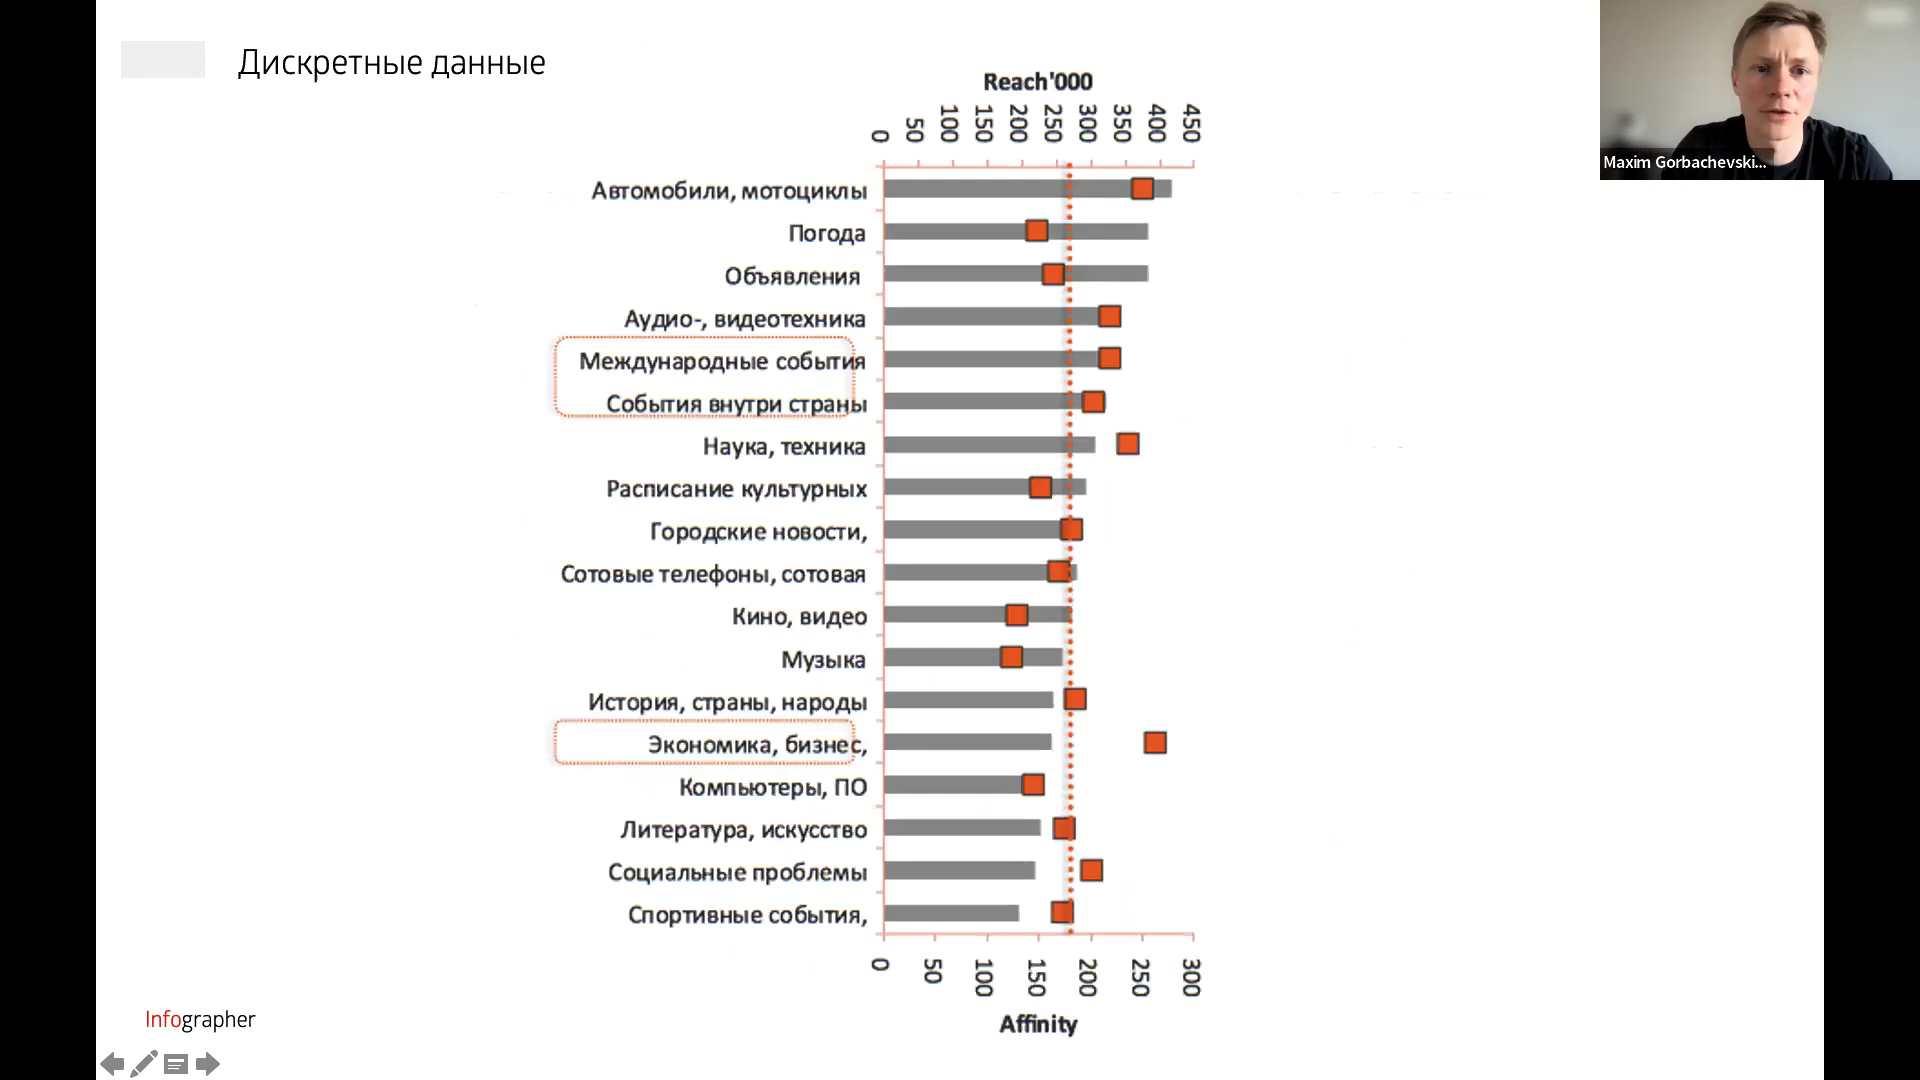 Дискретные данные
Reach'000
0 50 100 150 200 250 300 350 400 450
Автомобили, мотоциклы
Погода
Объявления
Аудио-, видеотехника
Международные события
События внутри страны
Наука, техника
Расписание культурных
Городские новости,
Сотовые телефоны, сотовая
Кино, видео
Музыка
История, страны, народы
Экономика, бизнес,
Компьютеры, ПО
Литература, искусство
Социальные проблемы
Спортивные события,
0 50 100 150 200 250 300
Affinity
Infographer
Maxim Gorbachevski...